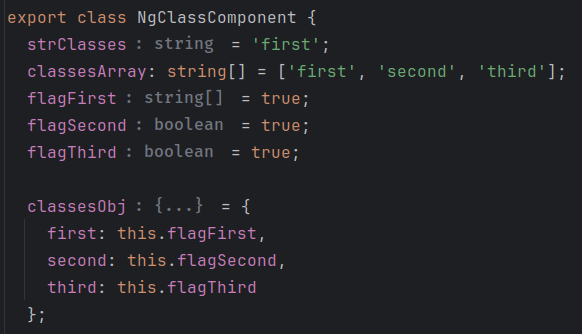 export class NgClassComponent {
strClasses : string = 'first';
classesArray: string[] = ['first', 'second', 'third'];
flagFirst : string[] = true;
flagSecond : boolean = true;
flagThird : boolean = true;
classesObj : {...} = {
first: this.flagFirst,
second: this.flagSecond,
third: this.flagThird
};